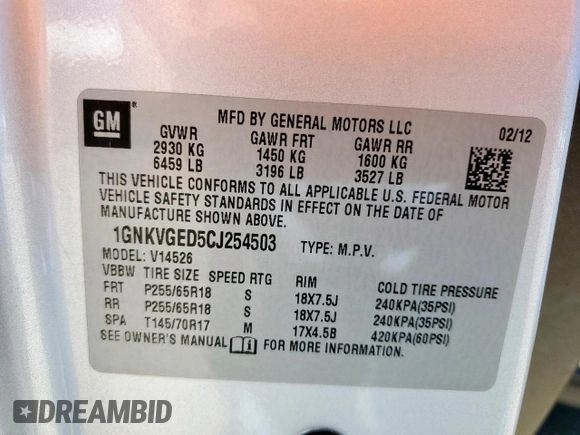 GM
MFD BY GENERAL MOTORS LLC 02/12
GVWR GAWR FRT GAWR RR
2930 KG 1450 KG 1600 KG
6459 LB 3196 LB 3527 LB
THIS VEHICLE CONFORMS TO ALL APPLICABLE U.S. FEDERAL MOTOR
VEHICLE SAFETY STANDARDS IN EFFECT ON THE DATE OF
MANUFACTURE SHOWN ABOVE.
1GNKVGED5CJ254503 TYPE: M.P.V.
MODEL: V14526
VBBW TIRE SIZE SPEED RTG RIM COLD TIRE PRESSURE
FRT P255/65R18 S 18X7.5J 240KPA(35PSI)
RR P255/65R18 S 18X7.5J 240KPA(35PSI)
SPA T145/70R17 M 17X4.5B 420KPA(60PSI)
SEE OWNER'S MANUAL FOR MORE INFORMATION.
DREAMBID